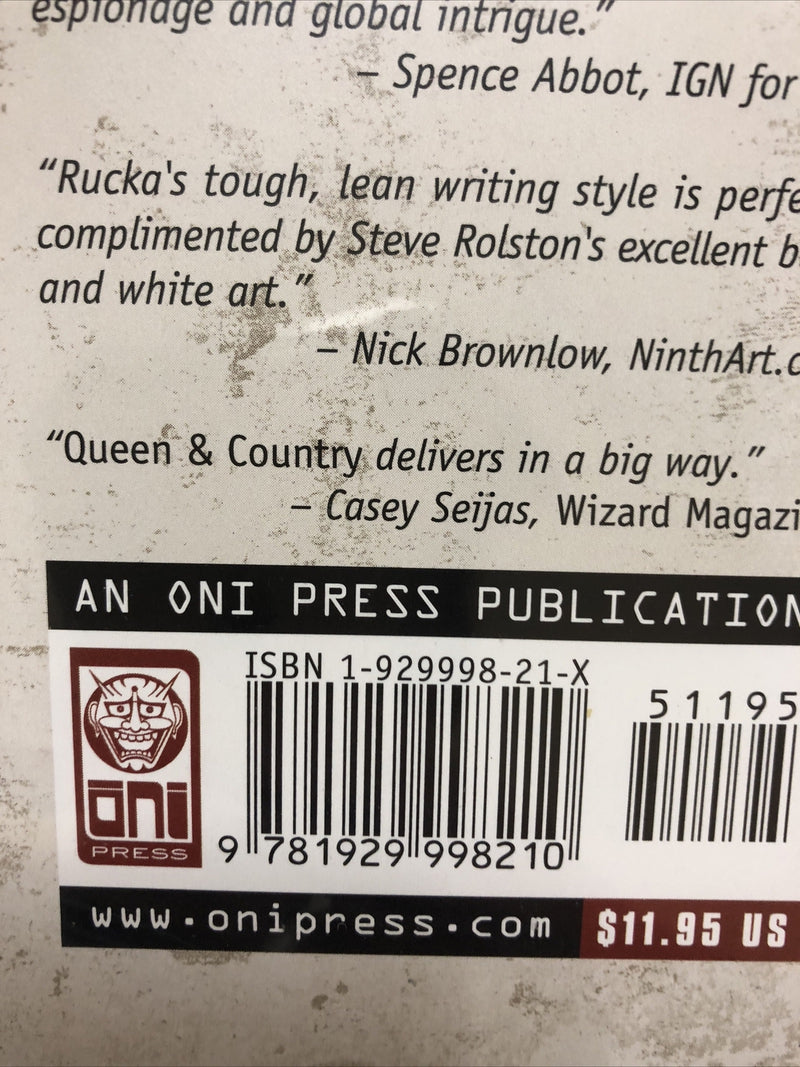 espionage and global intrigue.”
– Spence Abbot, IGN for
“Rucka's tough, lean writing style is perfe
complimented by Steve Rolston's excellent b
and white art.”
– Nick Brownlow, NinthArt.c
“Queen & Country delivers in a big way.”
– Casey Seijas, Wizard Magazi
AN ONI PRESS PUBLICATION
ISBN 1-929998-21-X
51195
ōni
PRESS
9 781929 998210
www.onipress.com
$11.95 US